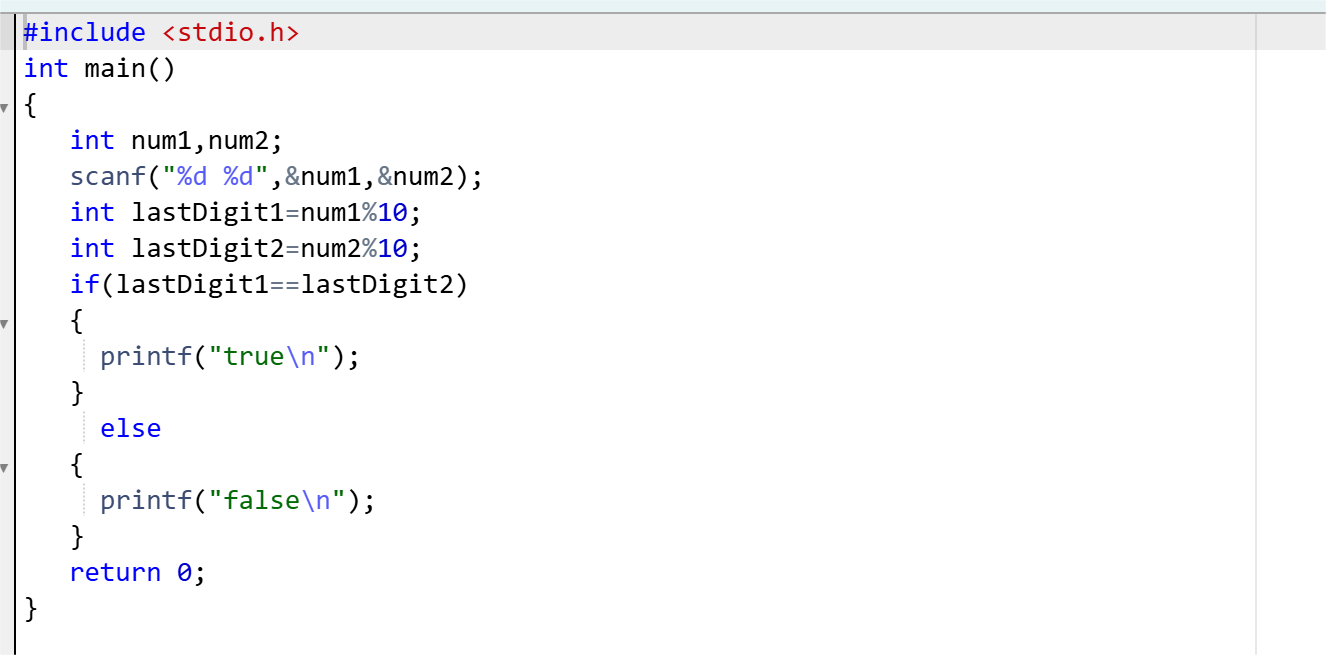 #include <stdio.h>
int main()
{
int num1,num2;
scanf("%d %d",&num1,&num2);
int lastDigit1=num1%10;
int lastDigit2=num2%10;
if(lastDigit1==lastDigit2)
{
printf("true\n");
}
else
{
printf("false\n");
}
return 0;
}